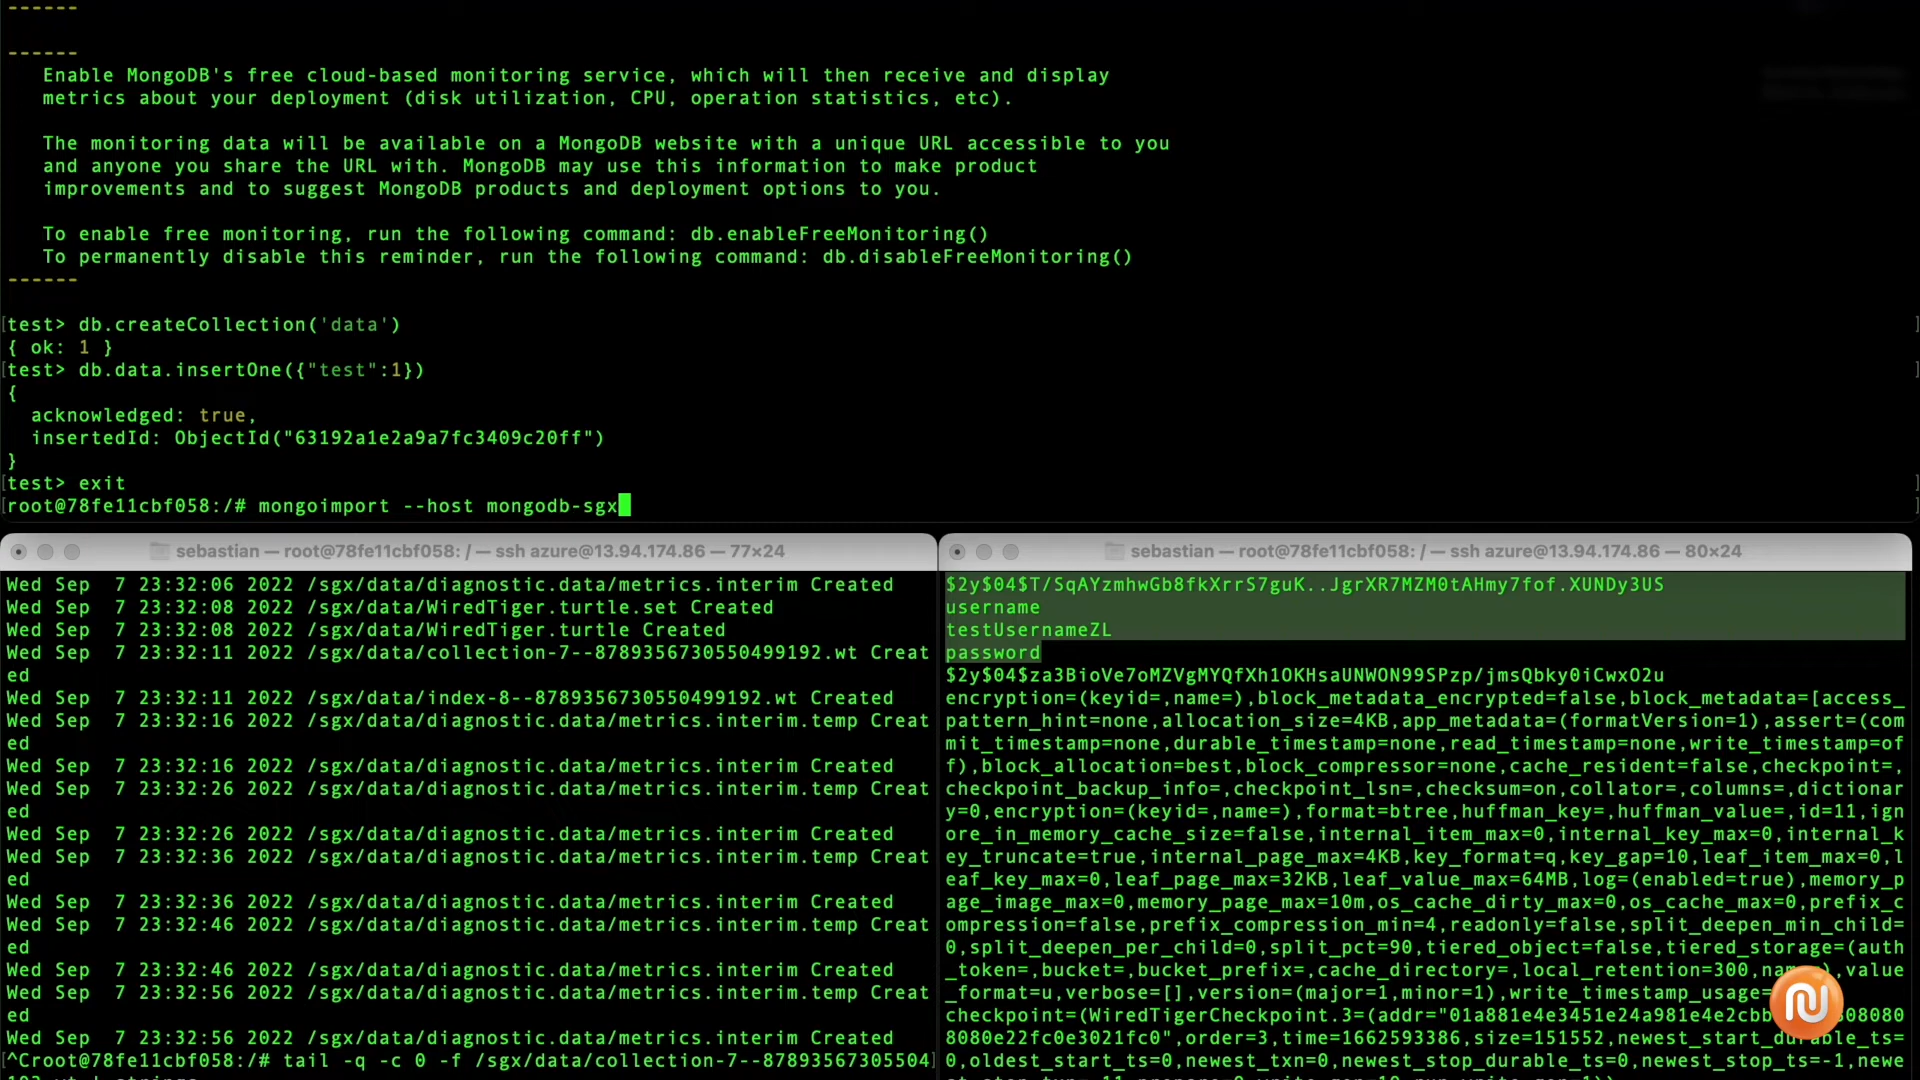 ------
------
Enable MongoDB's free cloud-based monitoring service, which will then receive and display
metrics about your deployment (disk utilization, CPU, operation statistics, etc).
The monitoring data will be available on a MongoDB website with a unique URL accessible to you
and anyone you share the URL with. MongoDB may use this information to make product
improvements and to suggest MongoDB products and deployment options to you.
To enable free monitoring, run the following command: db.enableFreeMonitoring()
To permanently disable this reminder, run the following command: db.disableFreeMonitoring()
------
[test> db.createCollection('data') ]
{ ok: 1 }
[test> db.data.insertOne({"test":1}) ]
{
acknowledged: true,
insertedId: ObjectId("63192a1e2a9a7fc3409c20ff")
}
[test> exit ]
[root@78fe11cbf058:/# mongoimport --host mongodb-sgx ]
sebastian — root@78fe11cbf058: / — ssh azure@13.94.174.86 — 77×24
Wed Sep  7 23:32:06 2022 /sgx/data/diagnostic.data/metrics.interim Created
Wed Sep  7 23:32:08 2022 /sgx/data/WiredTiger.turtle.set Created
Wed Sep  7 23:32:08 2022 /sgx/data/WiredTiger.turtle Created
Wed Sep  7 23:32:11 2022 /sgx/data/collection-7--8789356730550499192.wt Creat
ed
Wed Sep  7 23:32:11 2022 /sgx/data/index-8--8789356730550499192.wt Created
Wed Sep  7 23:32:16 2022 /sgx/data/diagnostic.data/metrics.interim.temp Creat
ed
Wed Sep  7 23:32:16 2022 /sgx/data/diagnostic.data/metrics.interim Created
Wed Sep  7 23:32:26 2022 /sgx/data/diagnostic.data/metrics.interim.temp Creat
ed
Wed Sep  7 23:32:26 2022 /sgx/data/diagnostic.data/metrics.interim Created
Wed Sep  7 23:32:36 2022 /sgx/data/diagnostic.data/metrics.interim.temp Creat
ed
Wed Sep  7 23:32:36 2022 /sgx/data/diagnostic.data/metrics.interim Created
Wed Sep  7 23:32:46 2022 /sgx/data/diagnostic.data/metrics.interim.temp Creat
ed
Wed Sep  7 23:32:46 2022 /sgx/data/diagnostic.data/metrics.interim Created
Wed Sep  7 23:32:56 2022 /sgx/data/diagnostic.data/metrics.interim.temp Creat
ed
Wed Sep  7 23:32:56 2022 /sgx/data/diagnostic.data/metrics.interim Created
[^Croot@78fe11cbf058:/# tail -q -c 0 -f /sgx/data/collection-7--87893567305504]
sebastian — root@78fe11cbf058: / — ssh azure@13.94.174.86 — 80×24
$2y$04$T/SqAYzmhwGb8fkXrrS7guK..JgrXR7MZM0tAHmy7fof.XUNDy3US
username
testUsernameZL
password
$2y$04$za3BioVe7oMZVgMYQfXh1OKHsaUNWON99SPzp/jmsQbky0iCwxO2u
encryption=(keyid=,name=),block_metadata_encrypted=false,block_metadata=[access_
pattern_hint=none,allocation_size=4KB,app_metadata=(formatVersion=1),assert=(com
mit_timestamp=none,durable_timestamp=none,read_timestamp=none,write_timestamp=of
f),block_allocation=best,block_compressor=none,cache_resident=false,checkpoint=,
checkpoint_backup_info=,checkpoint_lsn=,checksum=on,collator=,columns=,dictionar
y=0,encryption=(keyid=,name=),format=btree,huffman_key=,huffman_value=,id=11,ign
ore_in_memory_cache_size=false,internal_item_max=0,internal_key_max=0,internal_k
ey_truncate=true,internal_page_max=4KB,key_format=q,key_gap=10,leaf_item_max=0,l
eaf_key_max=0,leaf_page_max=32KB,leaf_value_max=64MB,log=(enabled=true),memory_p
age_image_max=0,memory_page_max=10m,os_cache_dirty_max=0,os_cache_max=0,prefix_c
ompression=false,prefix_compression_min=4,readonly=false,split_deepen_min_child=
0,split_deepen_per_child=0,split_pct=90,tiered_object=false,tiered_storage=(auth
_token=,bucket=,bucket_prefix=,cache_directory=,local_retention=300,na ),value
_format=u,verbose=[],version=(major=1,minor=1),write_timestamp_usage=
checkpoint=(WiredTigerCheckpoint.3=(addr="01a881e4e3451e24a981e4e2cbb 08080
8080e22fc0e3021fc0",order=3,time=1662593386,size=151552,newest_start_durable_ts=
0,oldest_start_ts=0,newest_txn=0,newest_stop_durable_ts=0,newest_stop_ts=-1,newe